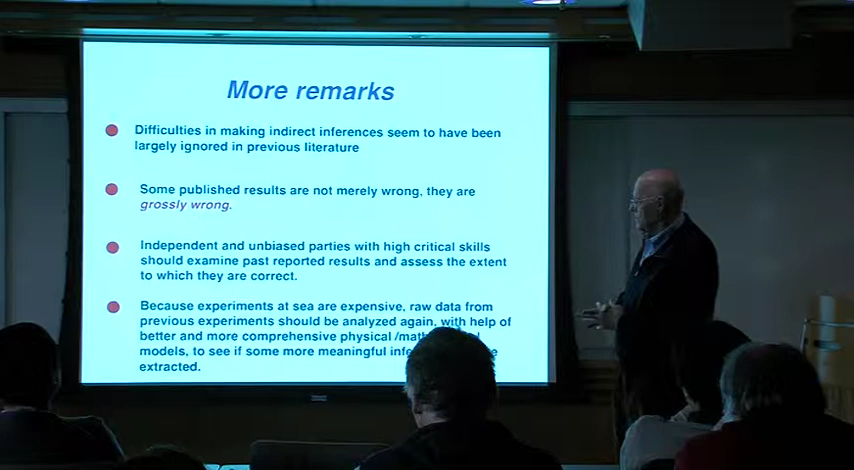 More remarks
Difficulties in making indirect inferences seem to have been
largely ignored in previous literature
Some published results are not merely wrong, they are
grossly wrong.
Independent and unbiased parties with high critical skills
should examine past reported results and assess the extent
to which they are correct.
Because experiments at sea are expensive, raw data from
previous experiments should be analyzed again, with help of
better and more comprehensive physical /
models, to see if some more meaningful
extracted.